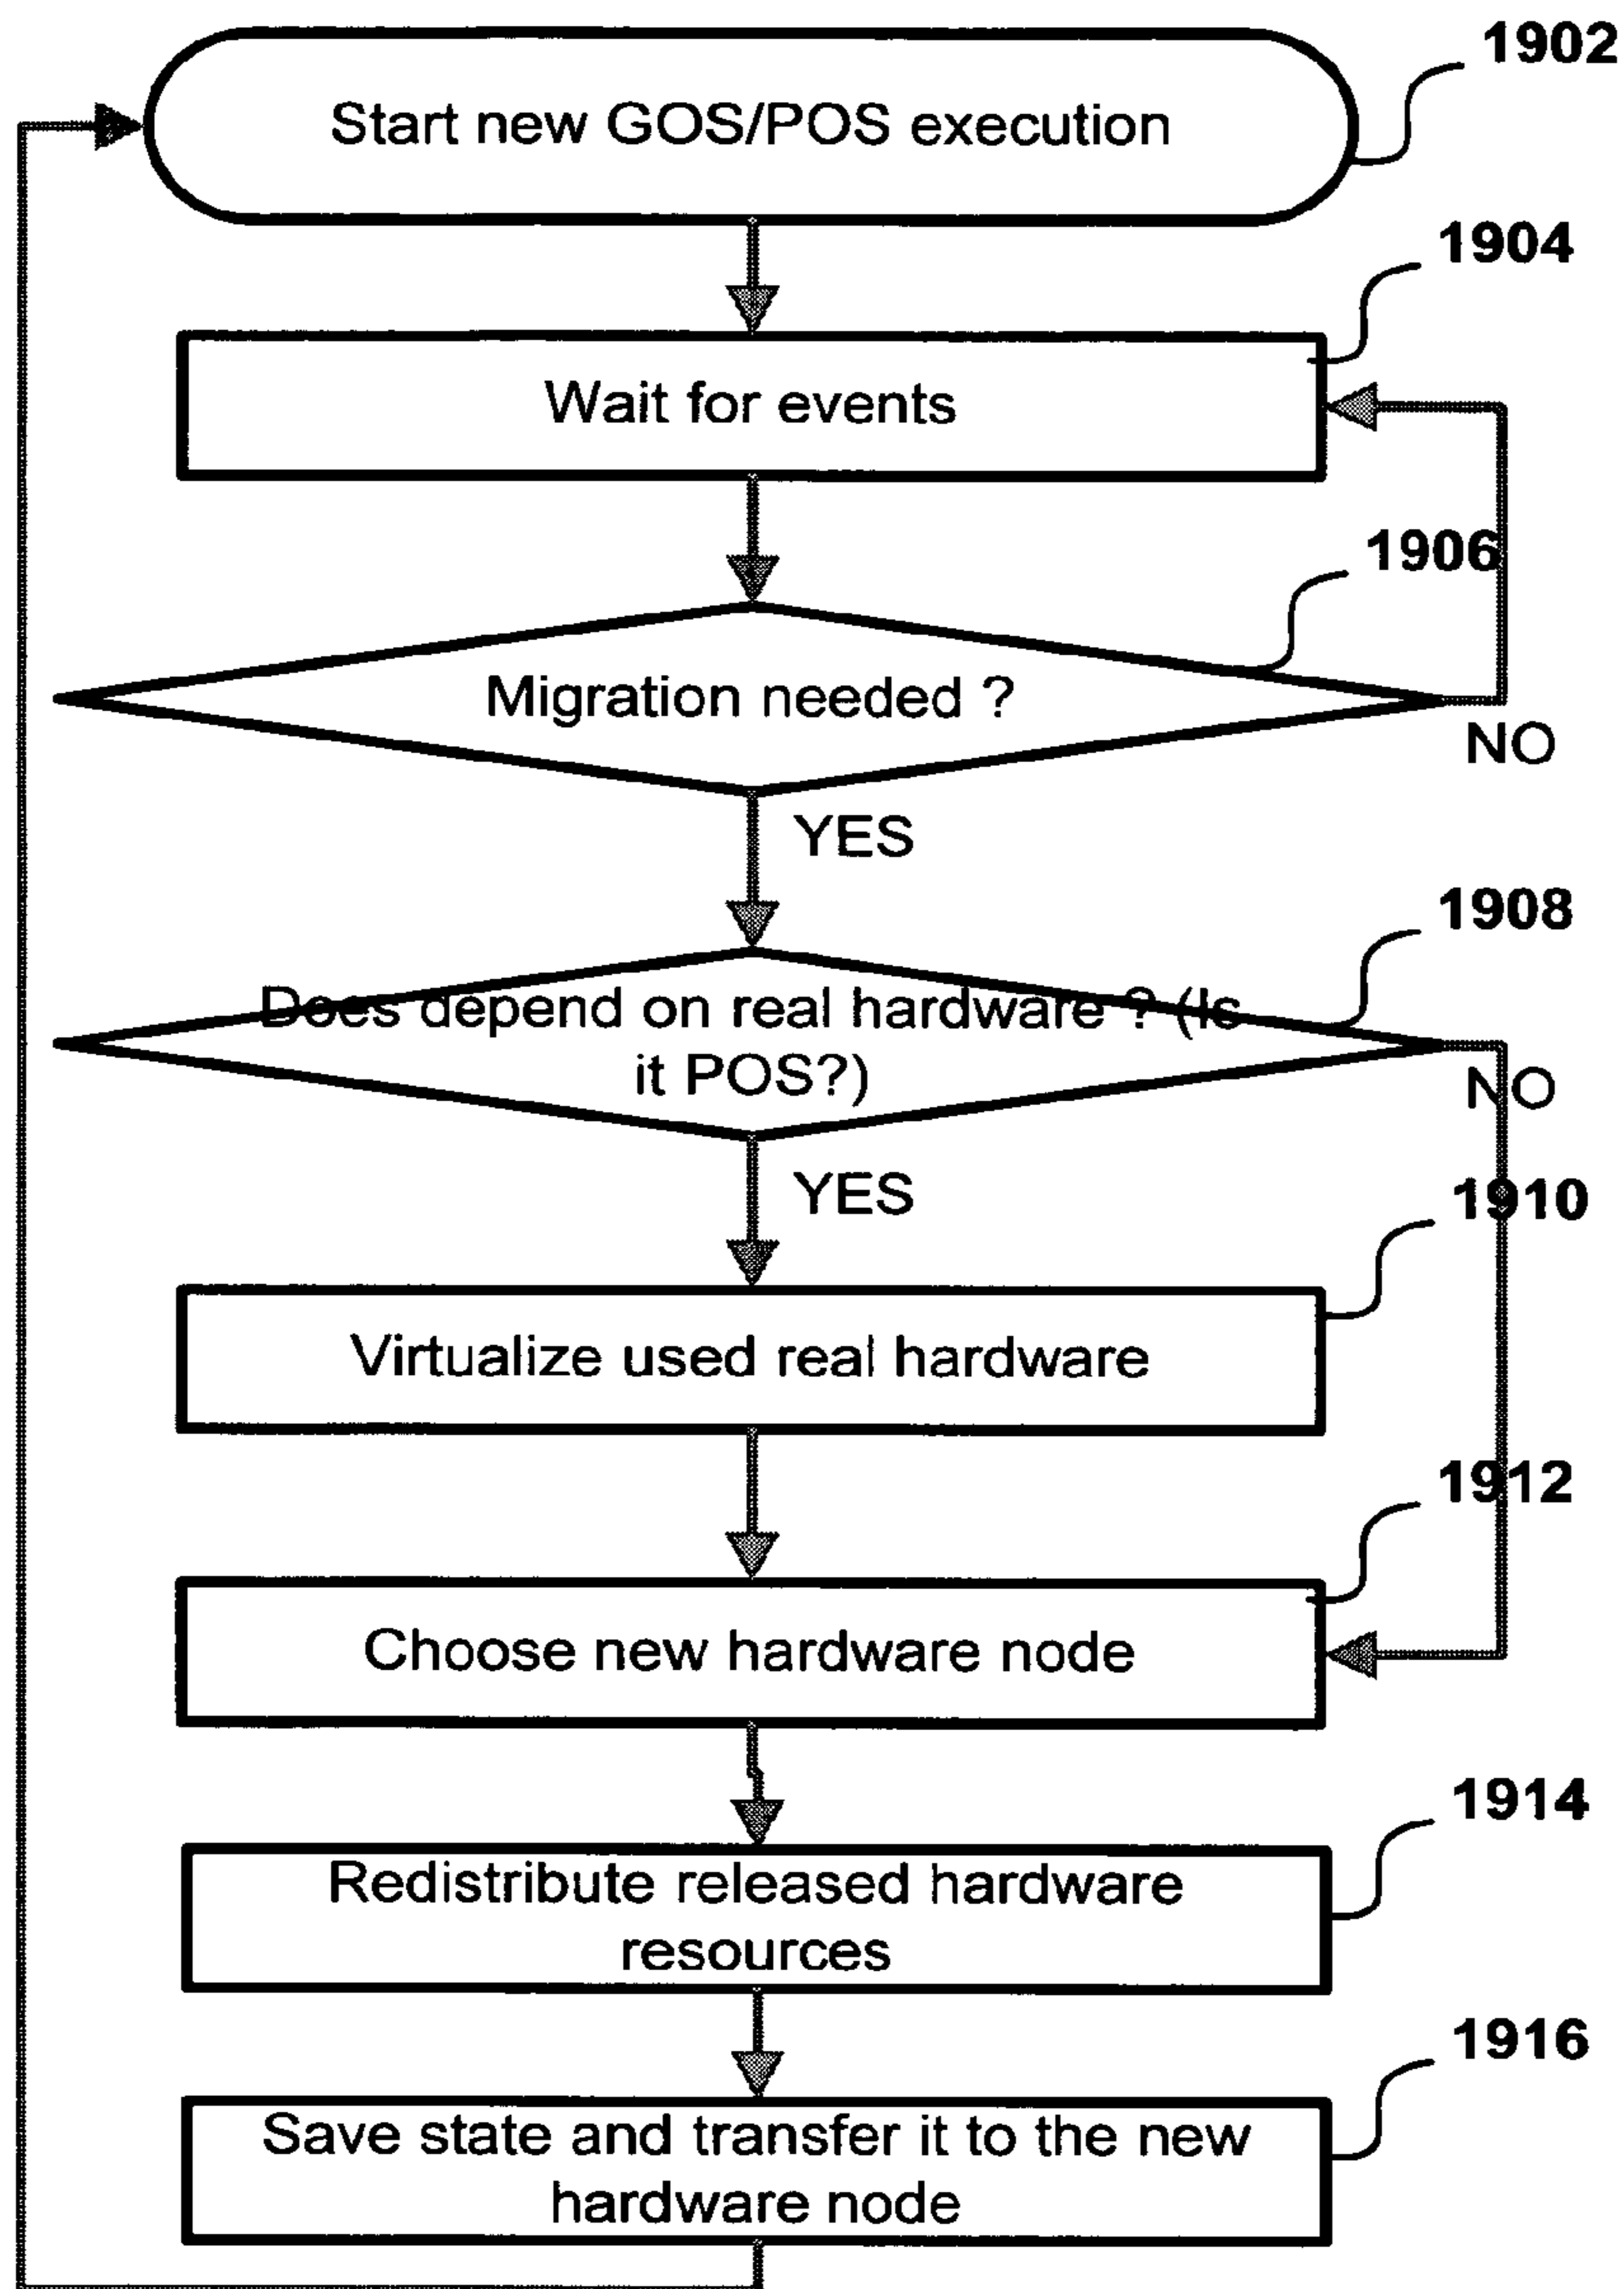 1902
Start new GOS/POS execution
1904
Wait for events
1906
Migration needed ?
NO
YES
1908
Does depend on real hardware ? (Is
it POS?)
NO
YES
1910
Virtualize used real hardware
1912
Choose new hardware node
1914
Redistribute released hardware
resources
1916
Save state and transfer it to the new
hardware node